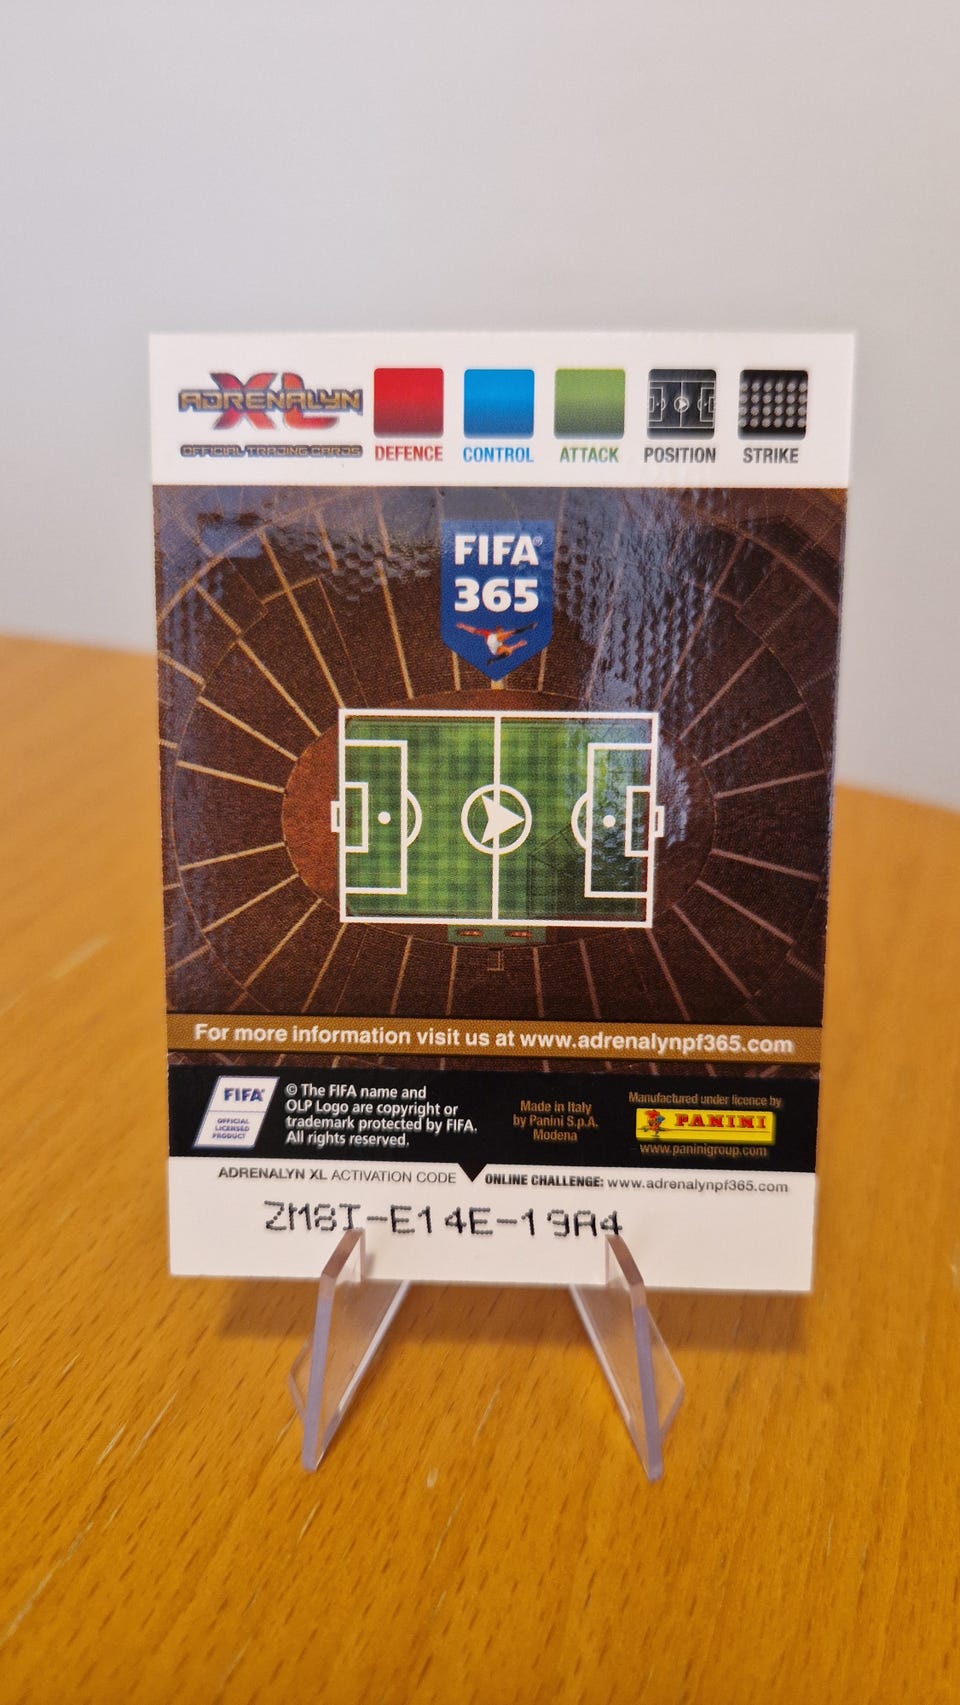 ADRENALYN XL
OFFICIAL TRADING CARDS
DEFENCE CONTROL ATTACK POSITION STRIKE
FIFA®
365
For more information visit us at www.adrenalynpf365.com
FIFA®
OFFICIAL
LICENSED
PRODUCT
© The FIFA name and
OLP Logo are copyright or
trademark protected by FIFA.
All rights reserved.
Made in Italy
by Panini S.p.A.
Modena
Manufactured under licence by
PANINI
www.paninigroup.com
ADRENALYN XL ACTIVATION CODE ONLINE CHALLENGE: www.adrenalynpf365.com
ZM8I-E14E-19A4